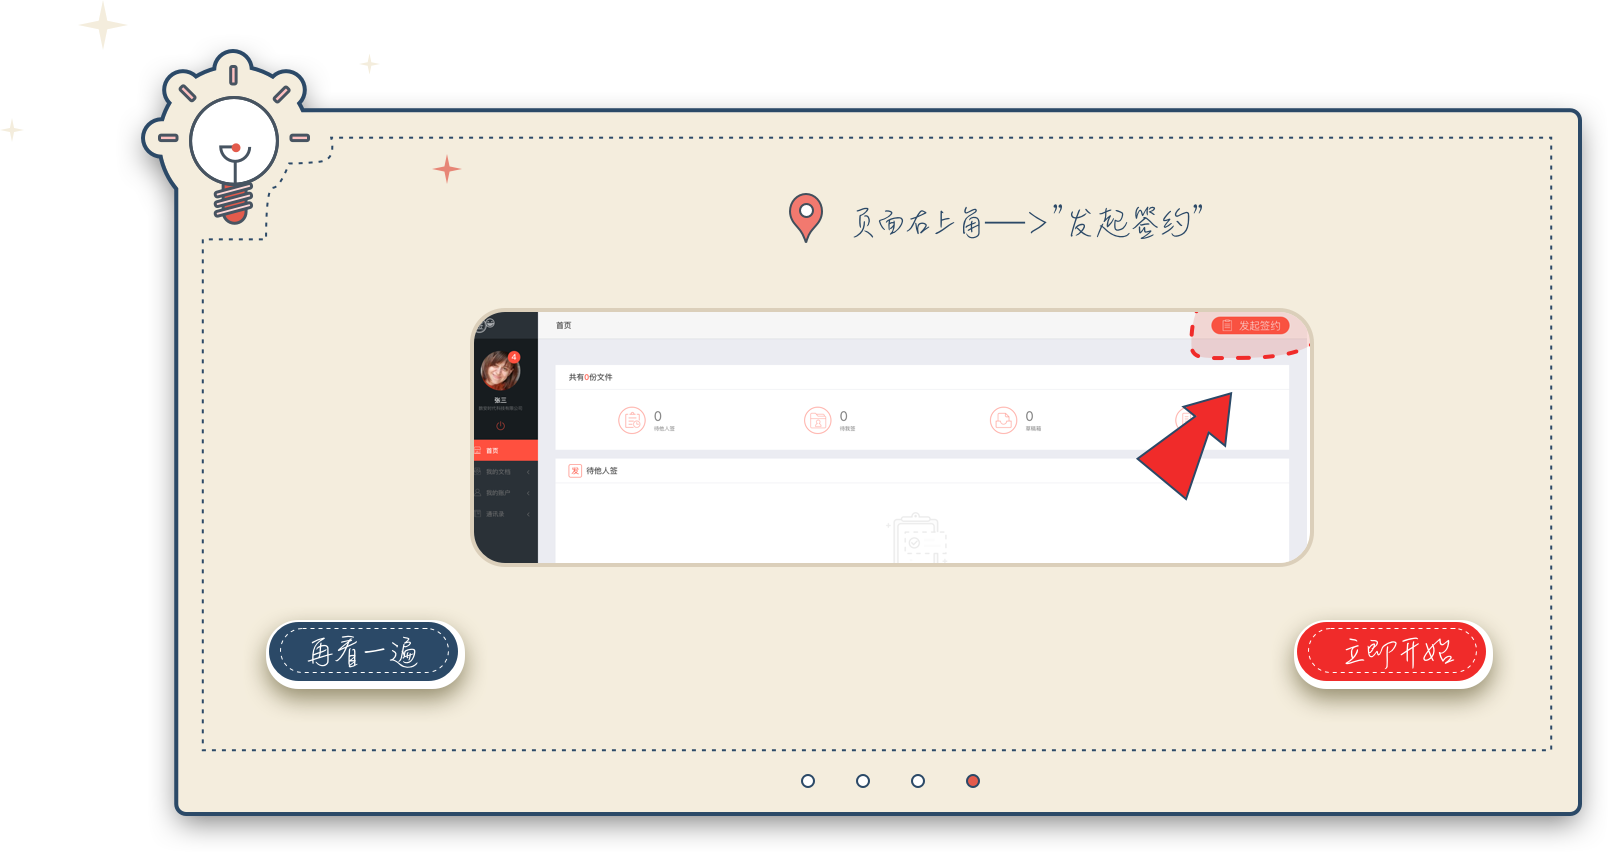 页面右上角——>”发起签约”
首页
发起签约
4
张三
共有0份文件
0
待他人签
0
待我签
0
草稿箱
首页
我的文档
我的账户
通讯录
发 待他人签
再看一遍
立即开始